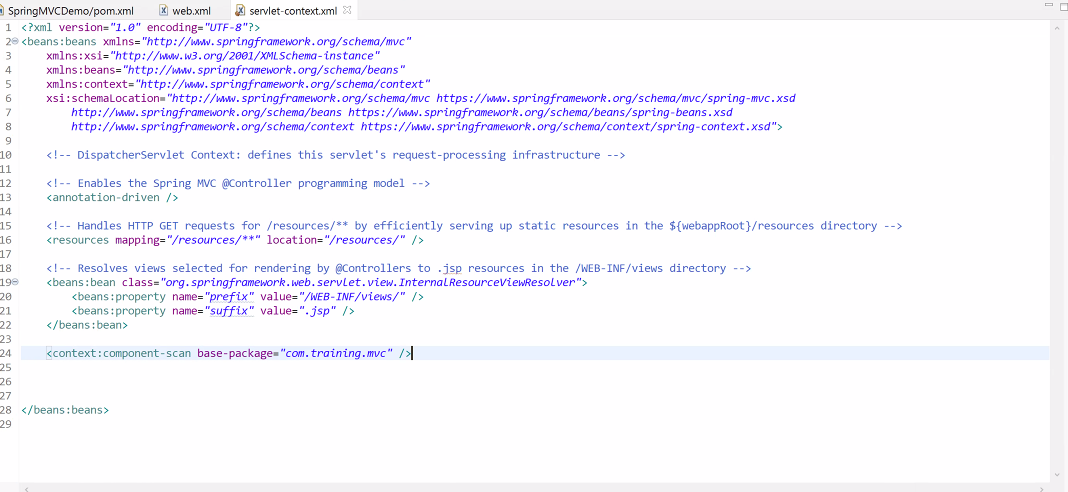 SpringMVCDemo/pom.xml web.xml servlet-context.xml
1 <?xml version="1.0" encoding="UTF-8"?>
2 <beans:beans xmlns="http://www.springframework.org/schema/mvc"
3 xmlns:xsi="http://www.w3.org/2001/XMLSchema-instance"
4 xmlns:beans="http://www.springframework.org/schema/beans"
5 xmlns:context="http://www.springframework.org/schema/context"
6 xsi:schemaLocation="http://www.springframework.org/schema/mvc https://www.springframework.org/schema/mvc/spring-mvc.xsd
7 http://www.springframework.org/schema/beans https://www.springframework.org/schema/beans/spring-beans.xsd
8 http://www.springframework.org/schema/context https://www.springframework.org/schema/context/spring-context.xsd">
9
10 <!-- DispatcherServlet Context: defines this servlet's request-processing infrastructure -->
11
12 <!-- Enables the Spring MVC @Controller programming model -->
13 <annotation-driven />
14
15 <!-- Handles HTTP GET requests for /resources/** by efficiently serving up static resources in the ${webappRoot}/resources directory -->
16 <resources mapping="/resources/**" location="/resources/" />
17
18 <!-- Resolves views selected for rendering by @Controllers to .jsp resources in the /WEB-INF/views directory -->
19 <beans:bean class="org.springframework.web.servlet.view.InternalResourceViewResolver">
20 <beans:property name="prefix" value="/WEB-INF/views/" />
21 <beans:property name="suffix" value=".jsp" />
22 </beans:bean>
23
24 <context:component-scan base-package="com.training.mvc" />
25
26
27
28 </beans:beans>
29